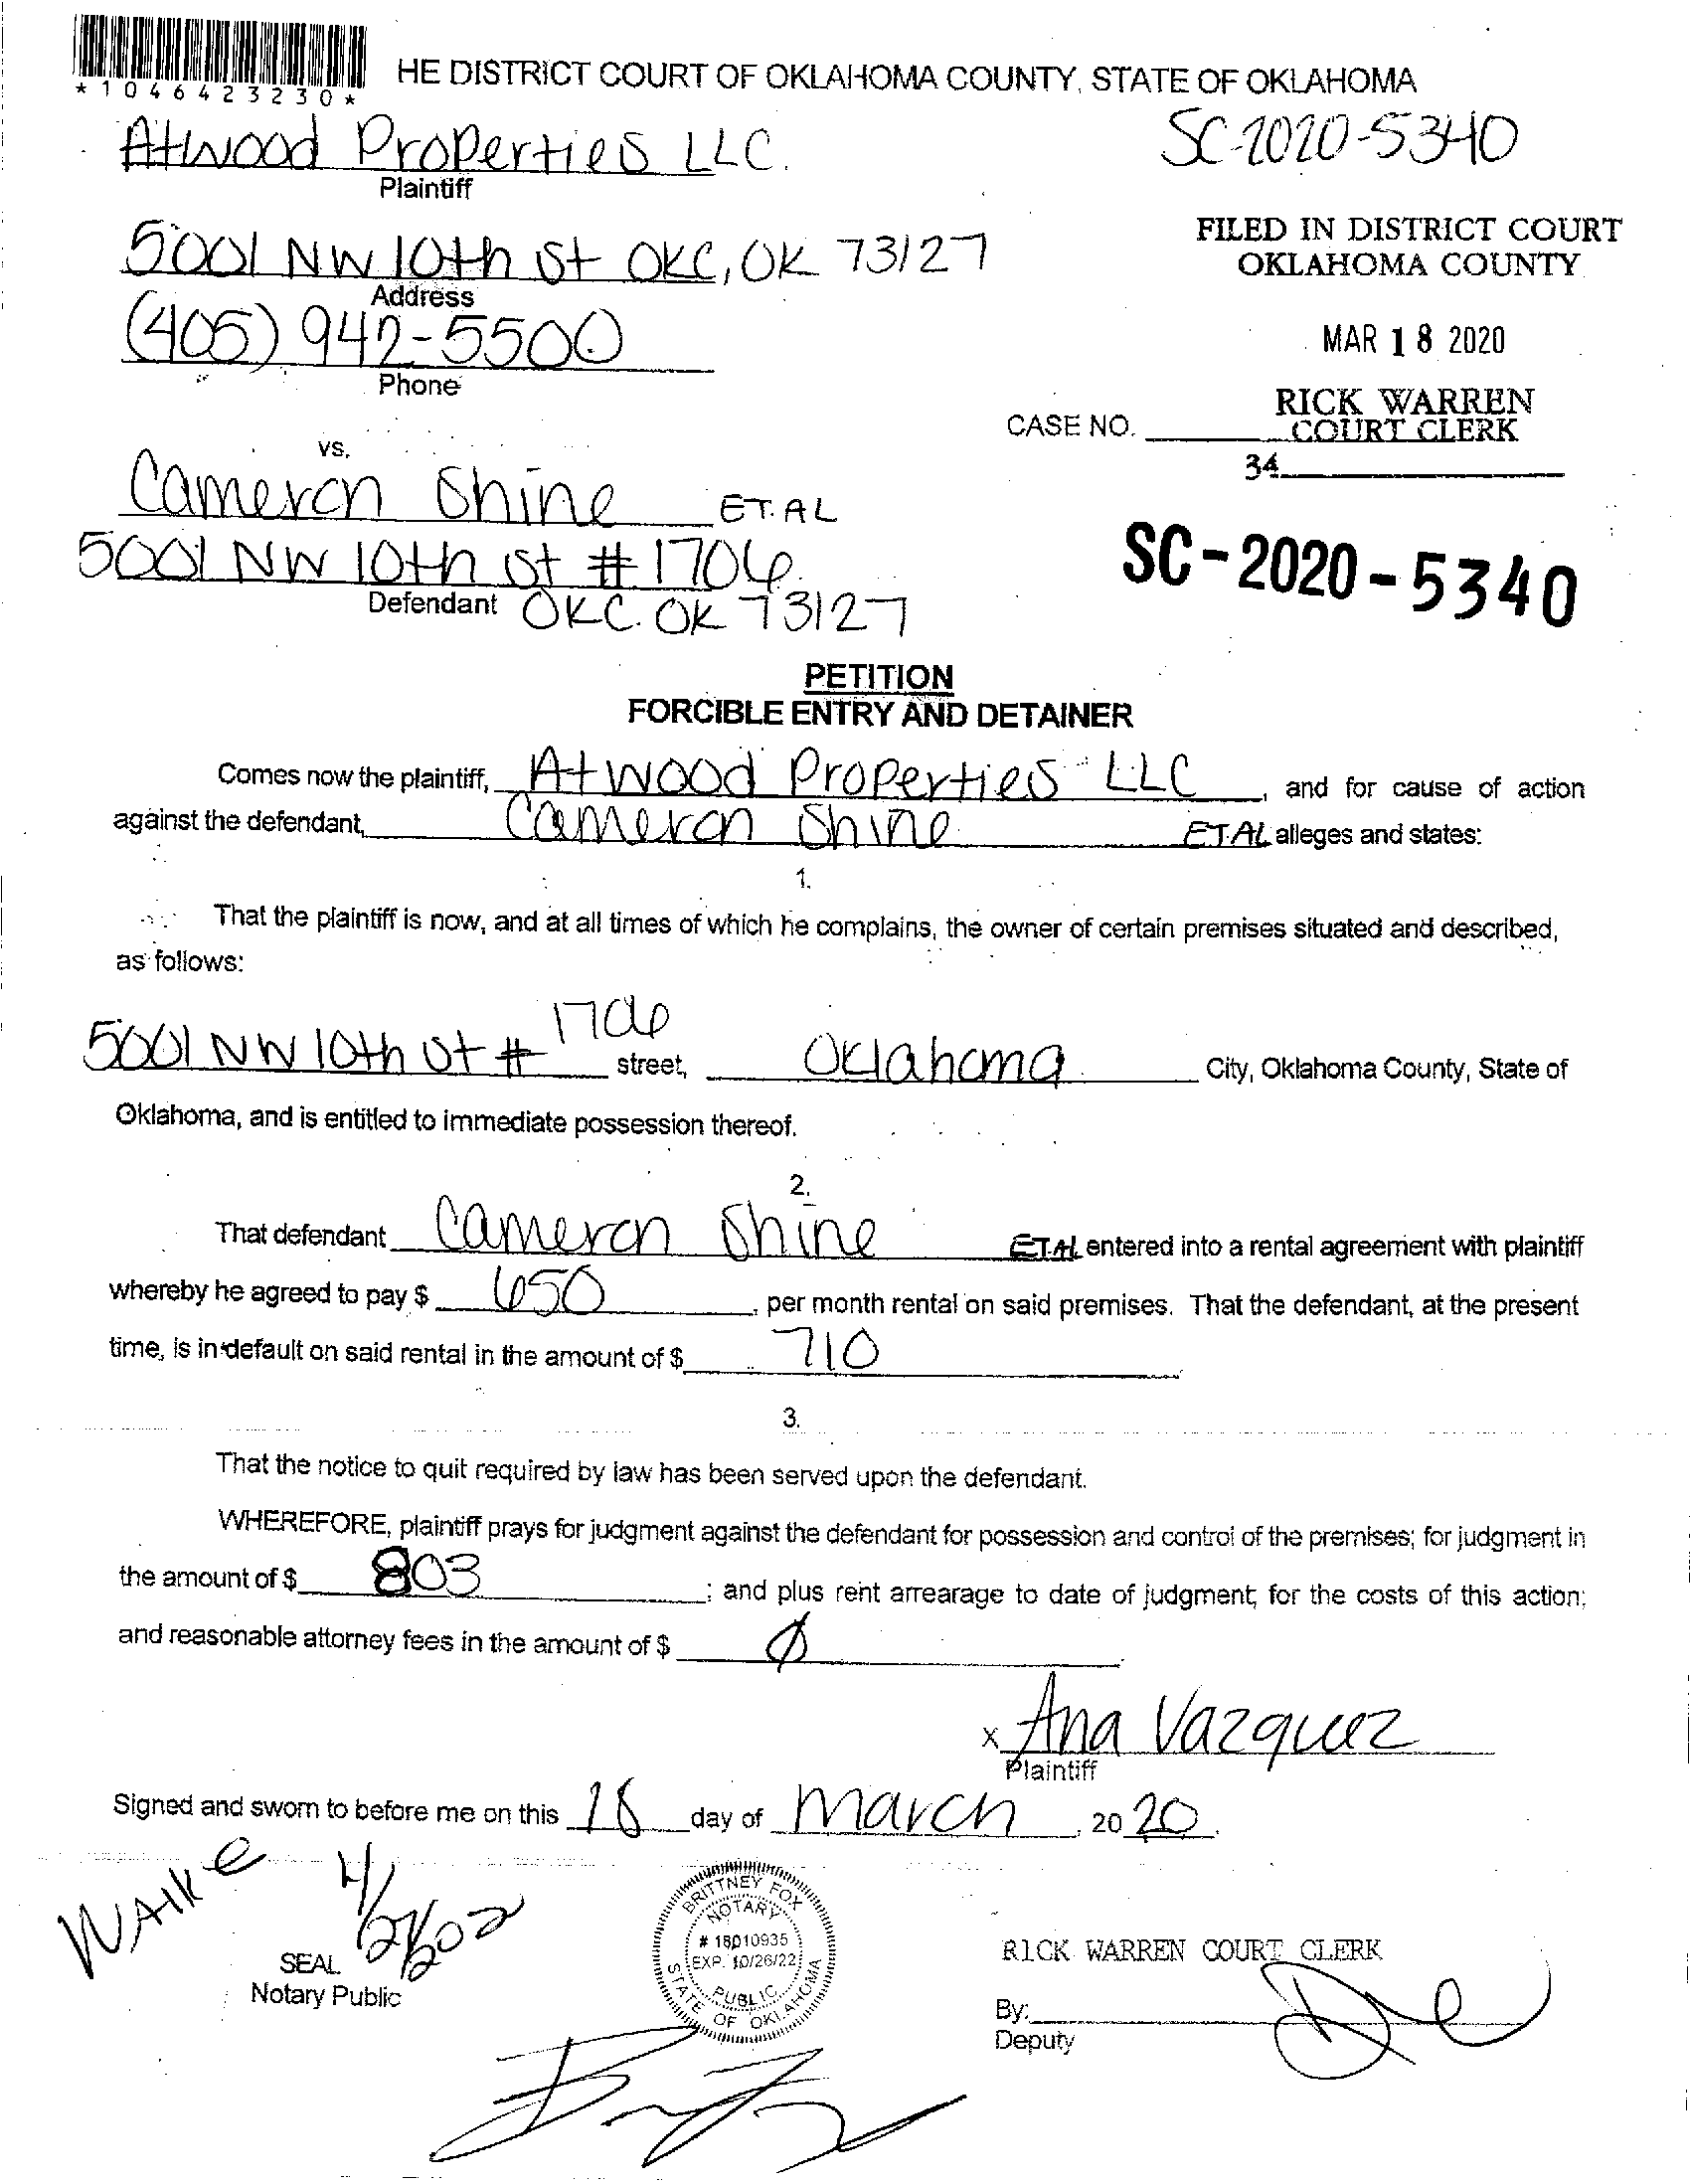 *1046423230*
HE DISTRICT COURT OF OKLAHOMA COUNTY, STATE OF OKLAHOMA
Atwood Properties LLC.
SC-2020-5340
Plaintiff
5001 NW 10th St OKC, OK 73127
Address
FILED IN DISTRICT COURT
OKLAHOMA COUNTY
(405) 942-5500
Phone
MAR 18 2020
RICK WARREN
COURT CLERK
CASE NO.
34
vs.
Cameron Shine ET.AL
5001 NW 10th St # 1706
Defendant OKC. OK 73127
SC-2020-5340
PETITION
FORCIBLE ENTRY AND DETAINER
Comes now the plaintiff, Atwood Properties LLC, and for cause of action
against the defendant, Cameron Shine ET.AL alleges and states:
1.
That the plaintiff is now, and at all times of which he complains, the owner of certain premises situated and described,
as follows:
5001 NW 10th St # 1706 street, Oklahoma City, Oklahoma County, State of
Oklahoma, and is entitled to immediate possession thereof.
2.
That defendant Cameron Shine ET.AL entered into a rental agreement with plaintiff
whereby he agreed to pay $ 650, per month rental on said premises. That the defendant, at the present
time, is in default on said rental in the amount of $ 710
3.
That the notice to quit required by law has been served upon the defendant.
WHEREFORE, plaintiff prays for judgment against the defendant for possession and control of the premises; for judgment in
the amount of $ 803; and plus rent arrearage to date of judgment; for the costs of this action;
and reasonable attorney fees in the amount of $ Ø.
x Ana Vazquez
Plaintiff
Signed and sworn to before me on this 18 day of March, 2020.
SEAL
Notary Public
BRITTNEY FOX
NOTARY
# 18010935
EXP. 10/26/22
PUBLIC
STATE OF OKLAHOMA
RICK WARREN COURT CLERK
By:
Deputy